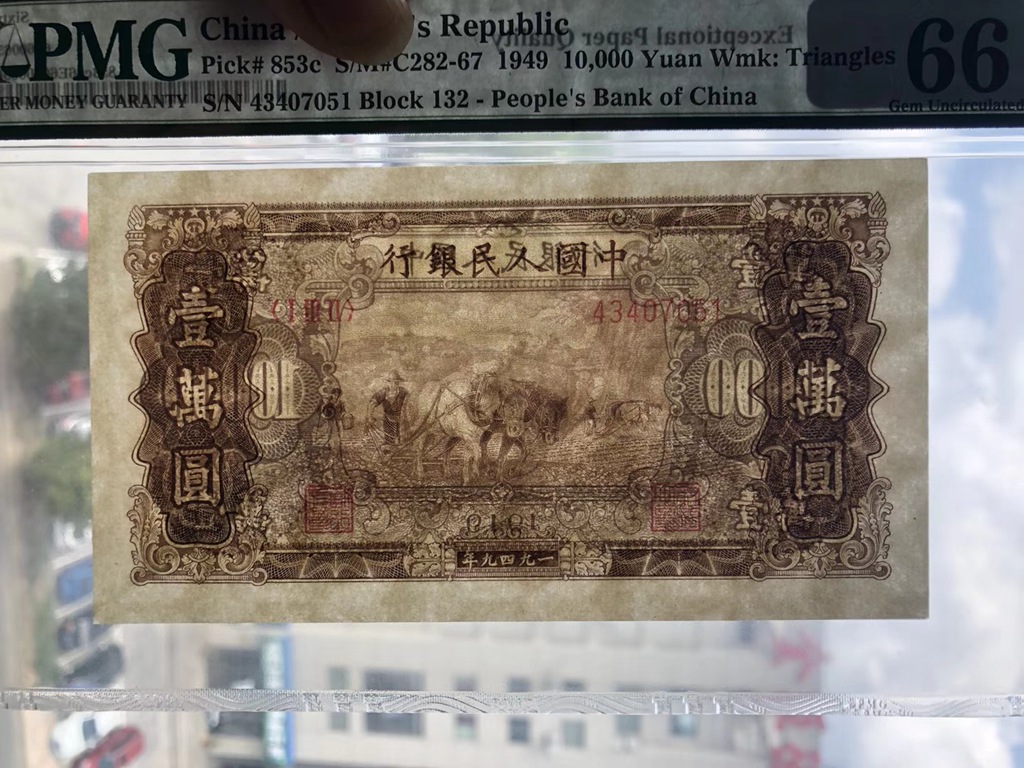 PMG
China / 's Republic
Exceptional Paper Quality
Pick# 853c S/M#C282-67 1949 10,000 Yuan Wmk: Triangles
66
Gem Uncirculated
ER MONEY GUARANTY
S/N 43407051 Block 132 - People's Bank of China
中國人民銀行
43407051
壹萬圓
壹萬圓
一九四九年
PMG